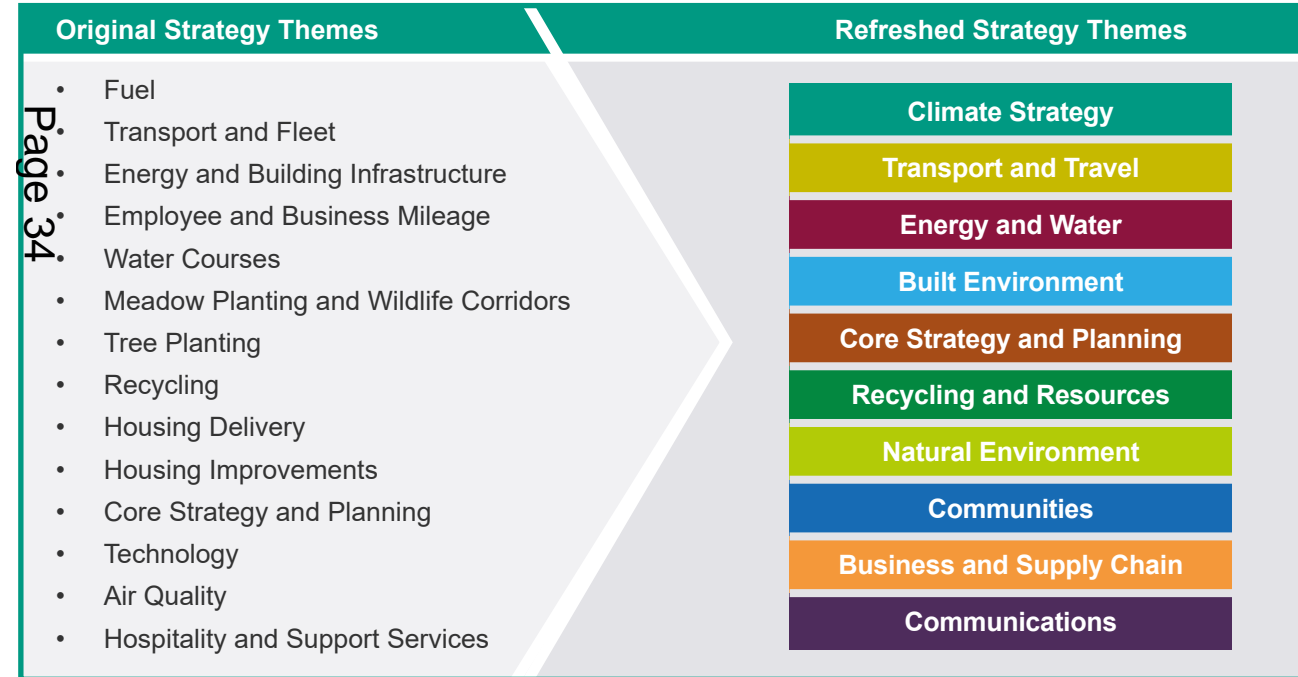 Original Strategy Themes
Refreshed Strategy Themes
• Fuel
• Transport and Fleet
• Energy and Building Infrastructure
• Employee and Business Mileage
• Water Courses
• Meadow Planting and Wildlife Corridors
• Tree Planting
• Recycling
• Housing Delivery
• Housing Improvements
• Core Strategy and Planning
• Technology
• Air Quality
• Hospitality and Support Services
Page 34
Climate Strategy
Transport and Travel
Energy and Water
Built Environment
Core Strategy and Planning
Recycling and Resources
Natural Environment
Communities
Business and Supply Chain
Communications